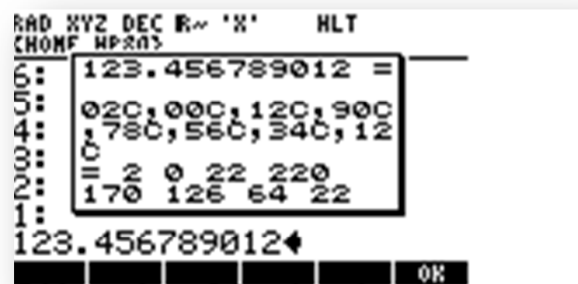 RAD XYZ DEC R~ 'X' HLT
{HOME HP80}
6:
5:
4:
3:
2:
1:
123.456789012 =
02C,00C,12C,90C
,78C,56C,34C,12
C
= 2 0 22 220
170 126 64 22
123.456789012◆
OK